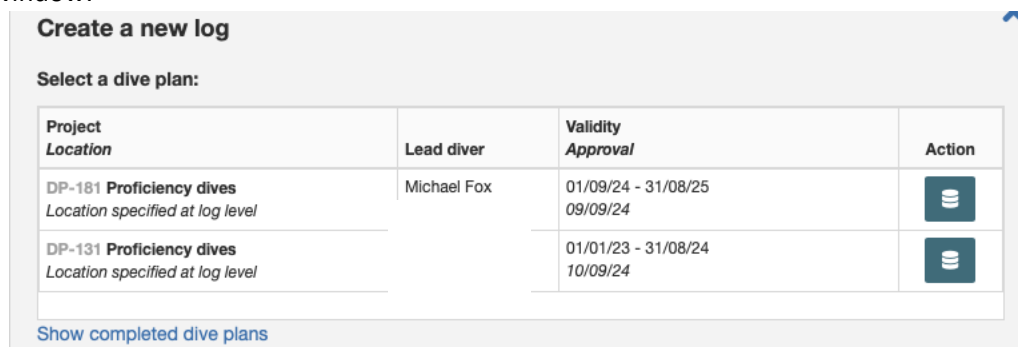 Create a new log
Select a dive plan:
Project
Location
Lead diver
Validity
Approval
Action
DP-181 Proficiency dives
Location specified at log level
Michael Fox
01/09/24 - 31/08/25
09/09/24
DP-131 Proficiency dives
Location specified at log level
01/01/23 - 31/08/24
10/09/24
Show completed dive plans